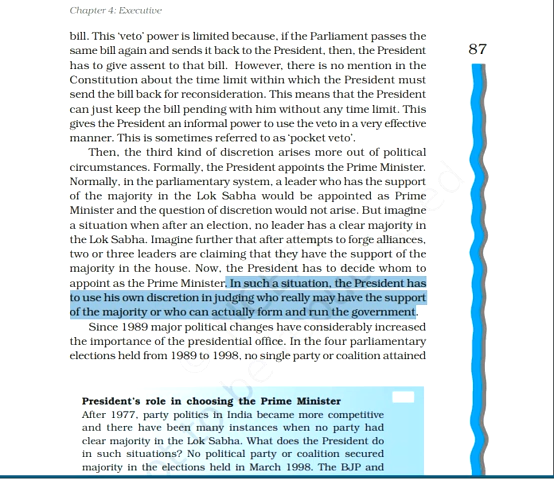 Chapter 4: Executive
bill. This 'veto' power is limited because, if the Parliament passes the
same bill again and sends it back to the President, then, the President
has to give assent to that bill. However, there is no mention in the
Constitution about the time limit within which the President must
send the bill back for reconsideration. This means that the President
can just keep the bill pending with him without any time limit. This
gives the President an informal power to use the veto in a very effective
manner. This is sometimes referred to as 'pocket veto'.
Then, the third kind of discretion arises more out of political
circumstances. Formally, the President appoints the Prime Minister.
Normally, in the parliamentary system, a leader who has the support
of the majority in the Lok Sabha would be appointed as Prime
Minister and the question of discretion would not arise. But imagine
a situation when after an election, no leader has a clear majority in
the Lok Sabha. Imagine further that after attempts to forge alliances,
two or three leaders are claiming that they have the support of the
majority in the house. Now, the President has to decide whom to
appoint as the Prime Minister. In such a situation, the President has
to use his own discretion in judging who really may have the support
of the majority or who can actually form and run the government.
Since 1989 major political changes have considerably increased
the importance of the presidential office. In the four parliamentary
elections held from 1989 to 1998, no single party or coalition attained
87
President's role in choosing the Prime Minister
After 1977, party politics in India became more competitive
and there have been many instances when no party had
clear majority in the Lok Sabha. What does the President do
in such situations? No political party or coalition secured
majority in the elections held in March 1998. The BJP and